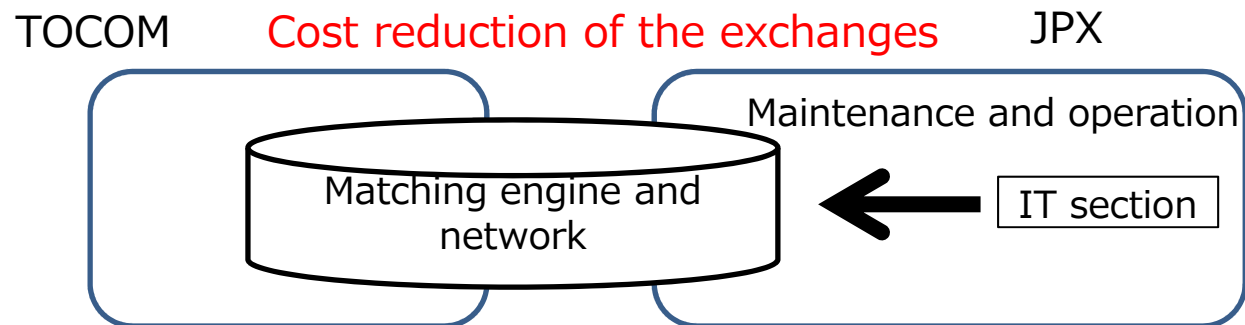 TOCOM
Cost reduction of the exchanges
JPX
Maintenance and operation
Matching engine and
network
IT section